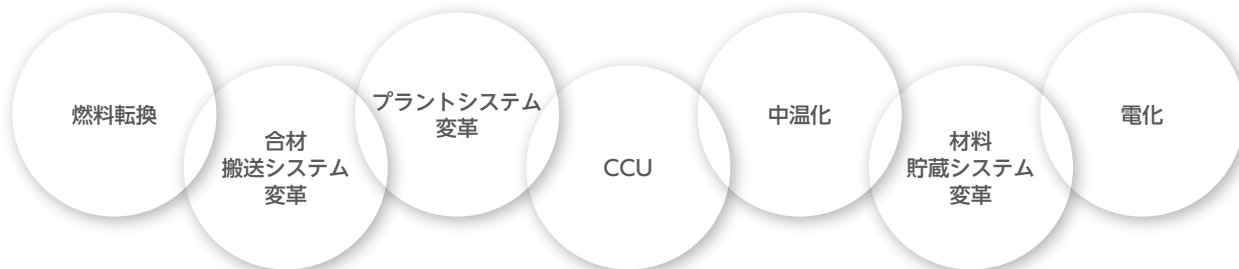 燃料転換
合材
搬送システム
変革
プラントシステム
変革
CCU
中温化
材料
貯蔵システム
変革
電化